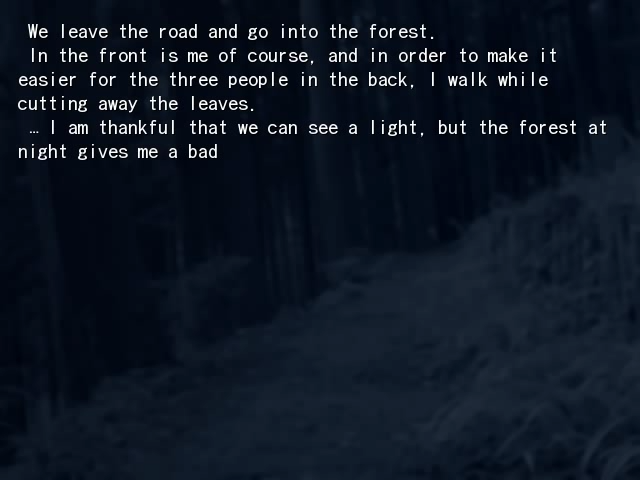 We leave the road and go into the forest.
In the front is me of course, and in order to make it
easier for the three people in the back, I walk while
cutting away the leaves.
… I am thankful that we can see a light, but the forest at
night gives me a bad